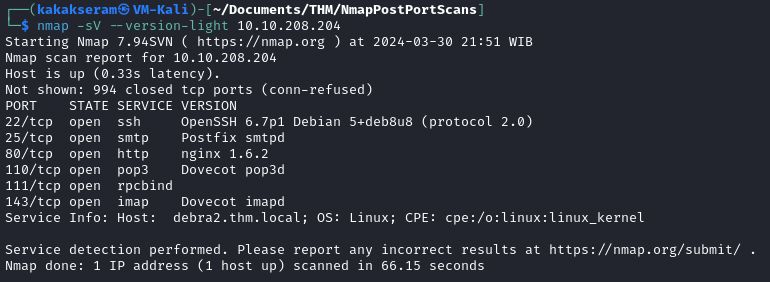 ┌──(kakakseram㉿VM-Kali)-[~/Documents/THM/NmapPostPortScans]
└─$ nmap -sV --version-light 10.10.208.204
Starting Nmap 7.94SVN ( https://nmap.org ) at 2024-03-30 21:51 WIB
Nmap scan report for 10.10.208.204
Host is up (0.33s latency).
Not shown: 994 closed tcp ports (conn-refused)
PORT    STATE SERVICE VERSION
22/tcp  open  ssh     OpenSSH 6.7p1 Debian 5+deb8u8 (protocol 2.0)
25/tcp  open  smtp    Postfix smtpd
80/tcp  open  http    nginx 1.6.2
110/tcp open  pop3    Dovecot pop3d
111/tcp open  rpcbind
143/tcp open  imap    Dovecot imapd
Service Info: Host:  debra2.thm.local; OS: Linux; CPE: cpe:/o:linux:linux_kernel
Service detection performed. Please report any incorrect results at https://nmap.org/submit/ .
Nmap done: 1 IP address (1 host up) scanned in 66.15 seconds